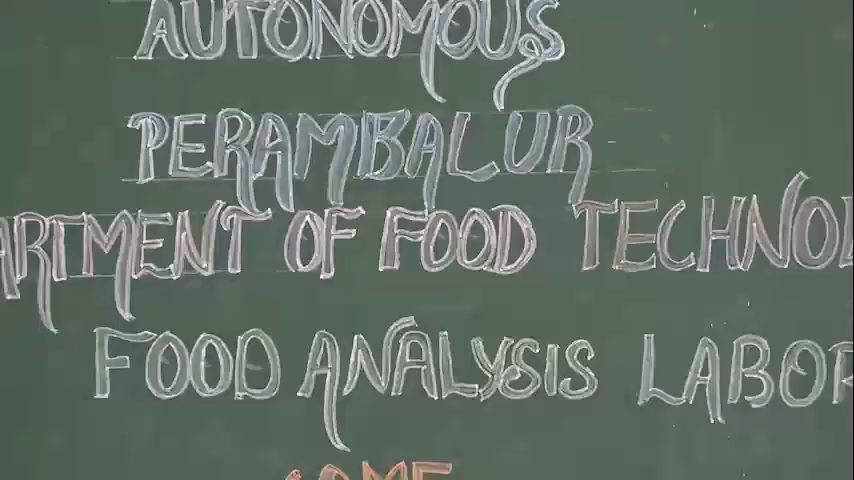 AUTONOMOUS
PERAMBALUR
ARTMENT OF FOOD TECHNOL
FOOD ANALYSIS LABOR